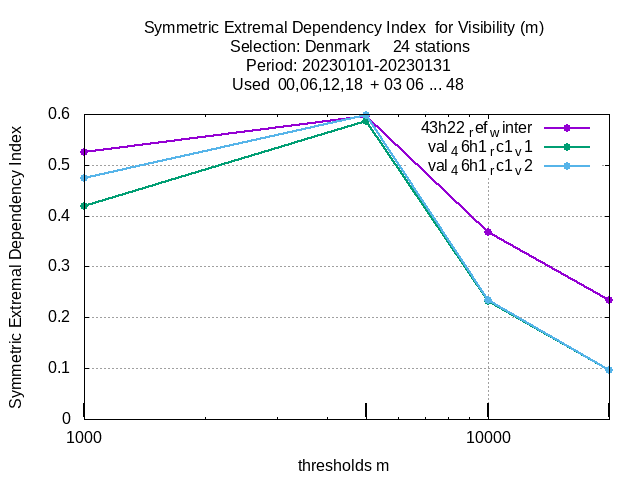 Symmetric Extremal Dependency Index  for Visibility (m)
Selection: Denmark     24 stations
Period: 20230101-20230131
Used  00,06,12,18  + 03 06 ... 48
Symmetric Extremal Dependency Index
0.6
0.5
0.4
0.3
0.2
0.1
0
43h22 r ef w inter
val 4 6h1 r c1 v 1
val 4 6h1 r c1 v 2
1000
10000
thresholds m